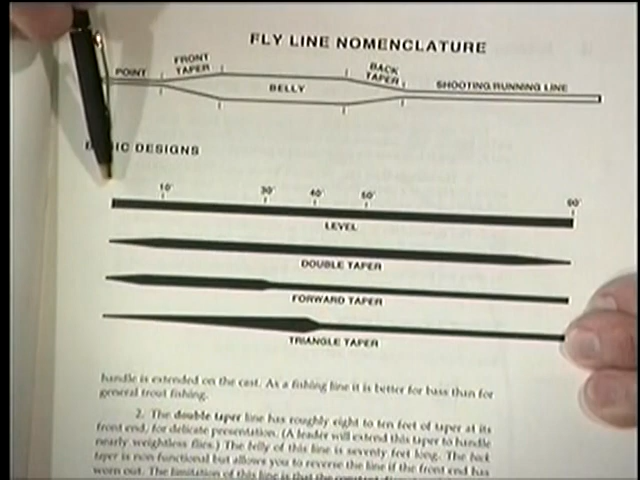 FLY LINE NOMENCLATURE
POINT
FRONT TAPER
BELLY
BACK TAPER
SHOOTING/RUNNING LINE
DESIGNS
10' 30' 40' 50' 90'
LEVEL
DOUBLE TAPER
FORWARD TAPER
TRIANGLE TAPER
handle is extended on the cast. As a fishing line it is better for bass than for
general trout fishing.
2. The double taper line has roughly eight to ten feet of taper at its
front end, for delicate presentation. (A leader will extend this taper to handle
nearly weightless flies.) The belly of this line is seventy feet long. The back
taper is non-functional but allows you to reverse the line if the front end has
worn out. The limitation of this line is that the